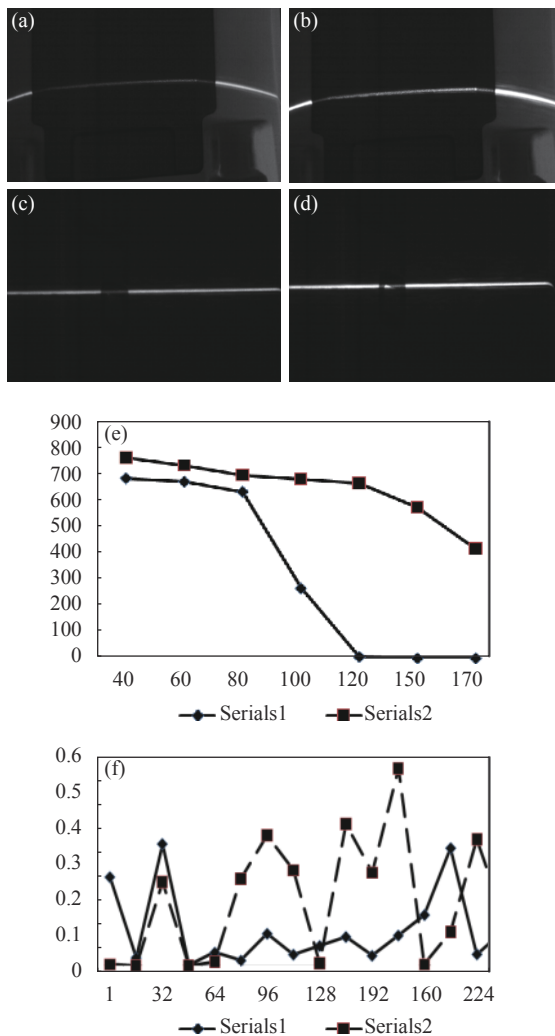 (a) (b)
(c) (d)
900
800
700
600
500
400
300
200
100
0
(e)
40 60 80 100 120 150 170
Serials1 Serials2
0.6
0.5
0.4
0.3
0.2
0.1
0
(f)
1 32 64 96 128 192 160 224
Serials1 Serials2